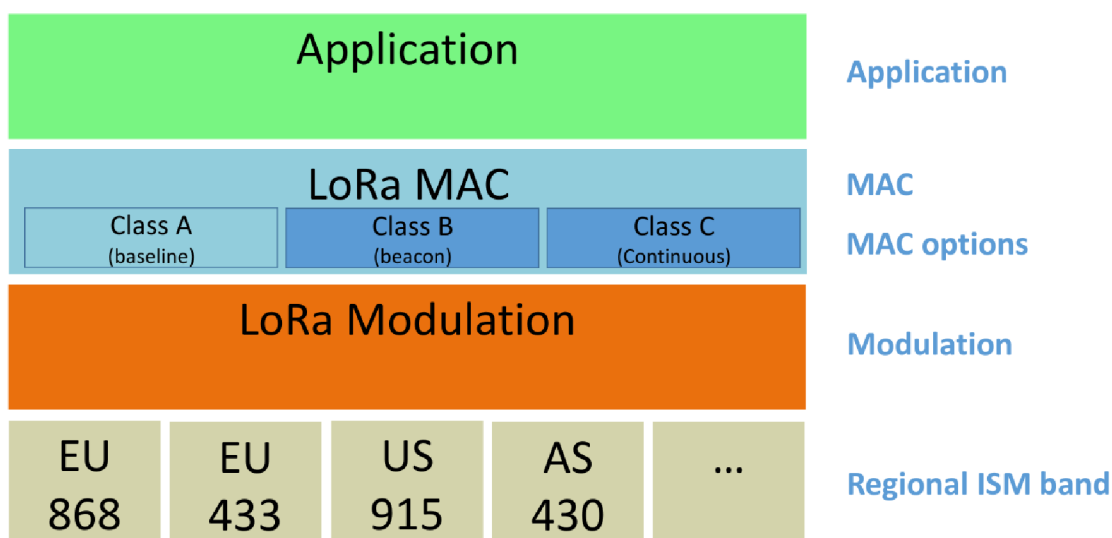 Application
Application
LoRa MAC
MAC
Class A
(baseline)
Class B
(beacon)
Class C
(Continuous)
MAC options
LoRa Modulation
Modulation
EU
868
EU
433
US
915
AS
430
...
Regional ISM band